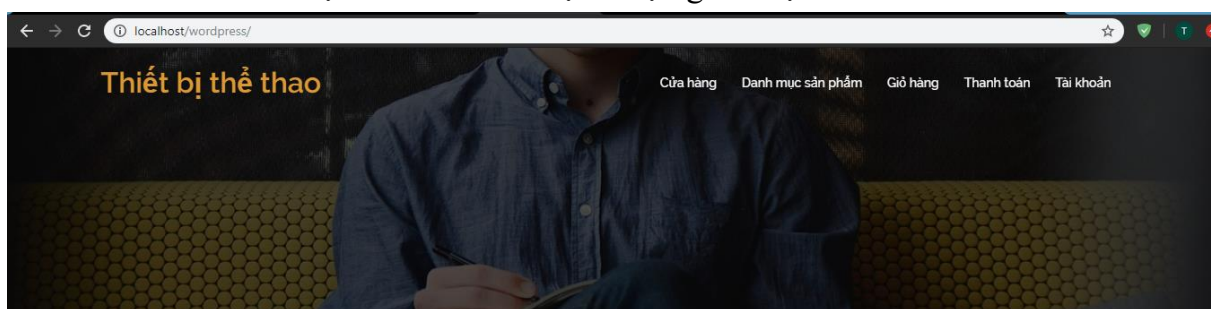 localhost/wordpress/
T
Thiết bị thể thao
Cửa hàng Danh mục sản phẩm Giỏ hàng Thanh toán Tài khoản